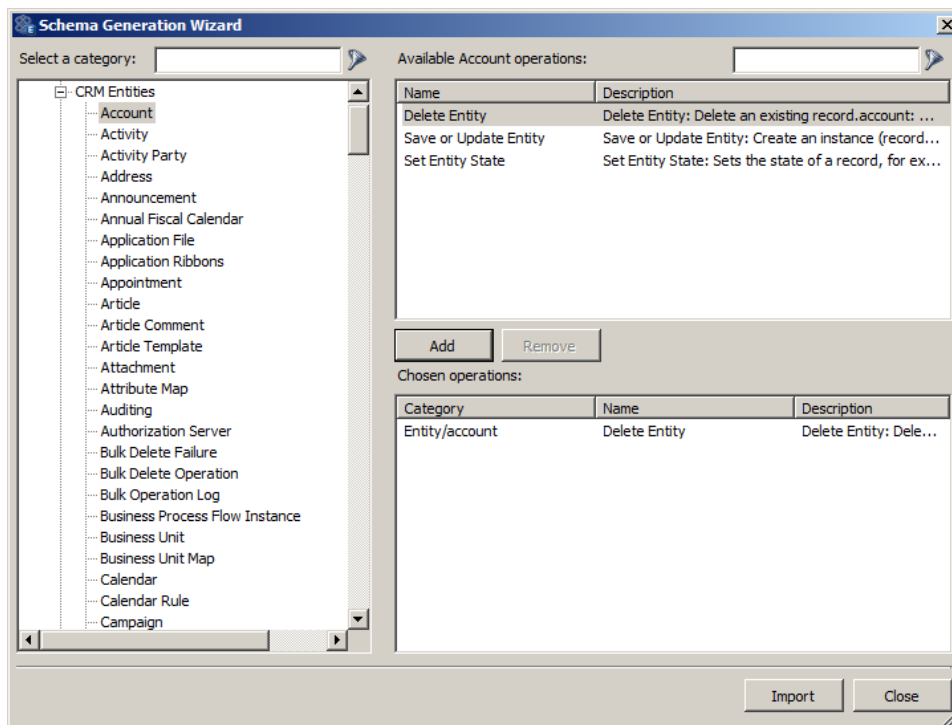 Schema Generation Wizard
Select a category:
CRM Entities
Account
Activity
Activity Party
Address
Announcement
Annual Fiscal Calendar
Application File
Application Ribbons
Appointment
Article
Article Comment
Article Template
Attachment
Attribute Map
Auditing
Authorization Server
Bulk Delete Failure
Bulk Delete Operation
Bulk Operation Log
Business Process Flow Instance
Business Unit
Business Unit Map
Calendar
Calendar Rule
Campaign
Available Account operations:
Name Description
Delete Entity Delete Entity: Delete an existing record.account: ...
Save or Update Entity Save or Update Entity: Create an instance (record...
Set Entity State Set Entity State: Sets the state of a record, for ex...
Add Remove
Chosen operations:
Category Name Description
Entity/account Delete Entity Delete Entity: Dele...
Import Close